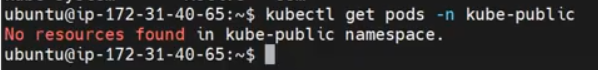 ubuntu@ip-172-31-40-65:~$ kubectl get pods -n kube-public
No resources found in kube-public namespace.
ubuntu@ip-172-31-40-65:~$